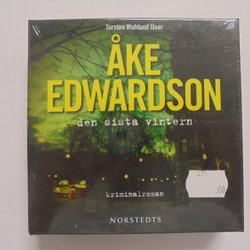 Torsten Wahlund läser
ÅKE
EDWARDSON
den sista vintern
kriminalroman
NORSTEDTS